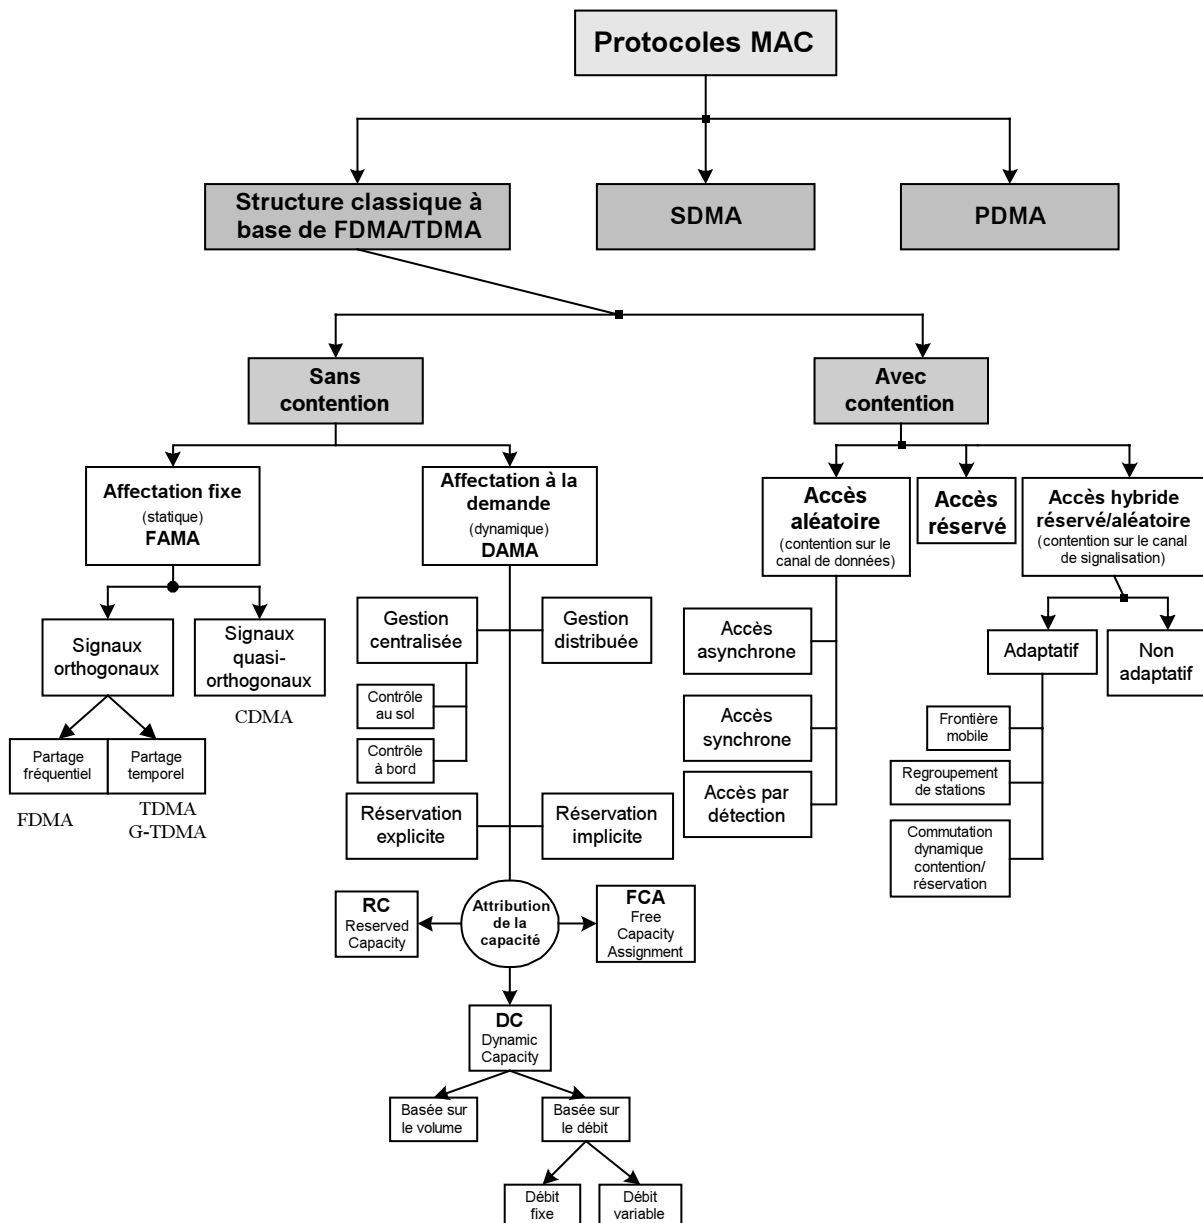 Protocoles MAC
Structure classique à
base de FDMA/TDMA
SDMA
PDMA
Sans
contention
Avec
contention
Affectation fixe
(statique)
FAMA
Affectation à la
demande
(dynamique)
DAMA
Accès
aléatoire
(contention sur le
canal de données)
Accès
réservé
Accès hybride
réservé/aléatoire
(contention sur le canal
de signalisation)
Signaux
orthogonaux
Signaux
quasi-
orthogonaux
CDMA
Partage
fréquentiel
Partage
temporel
FDMA
TDMA
G-TDMA
Gestion
centralisée
Gestion
distribuée
Contrôle
au sol
Contrôle
à bord
Réservation
explicite
Réservation
implicite
Attribution
de la
capacité
RC
Reserved
Capacity
FCA
Free
Capacity
Assignment
DC
Dynamic
Capacity
Basée sur
le volume
Basée sur
le débit
Débit
fixe
Débit
variable
Accès
asynchrone
Accès
synchrone
Accès par
détection
Adaptatif
Non
adaptatif
Frontière
mobile
Regroupement
de stations
Commutation
dynamique
contention/
réservation